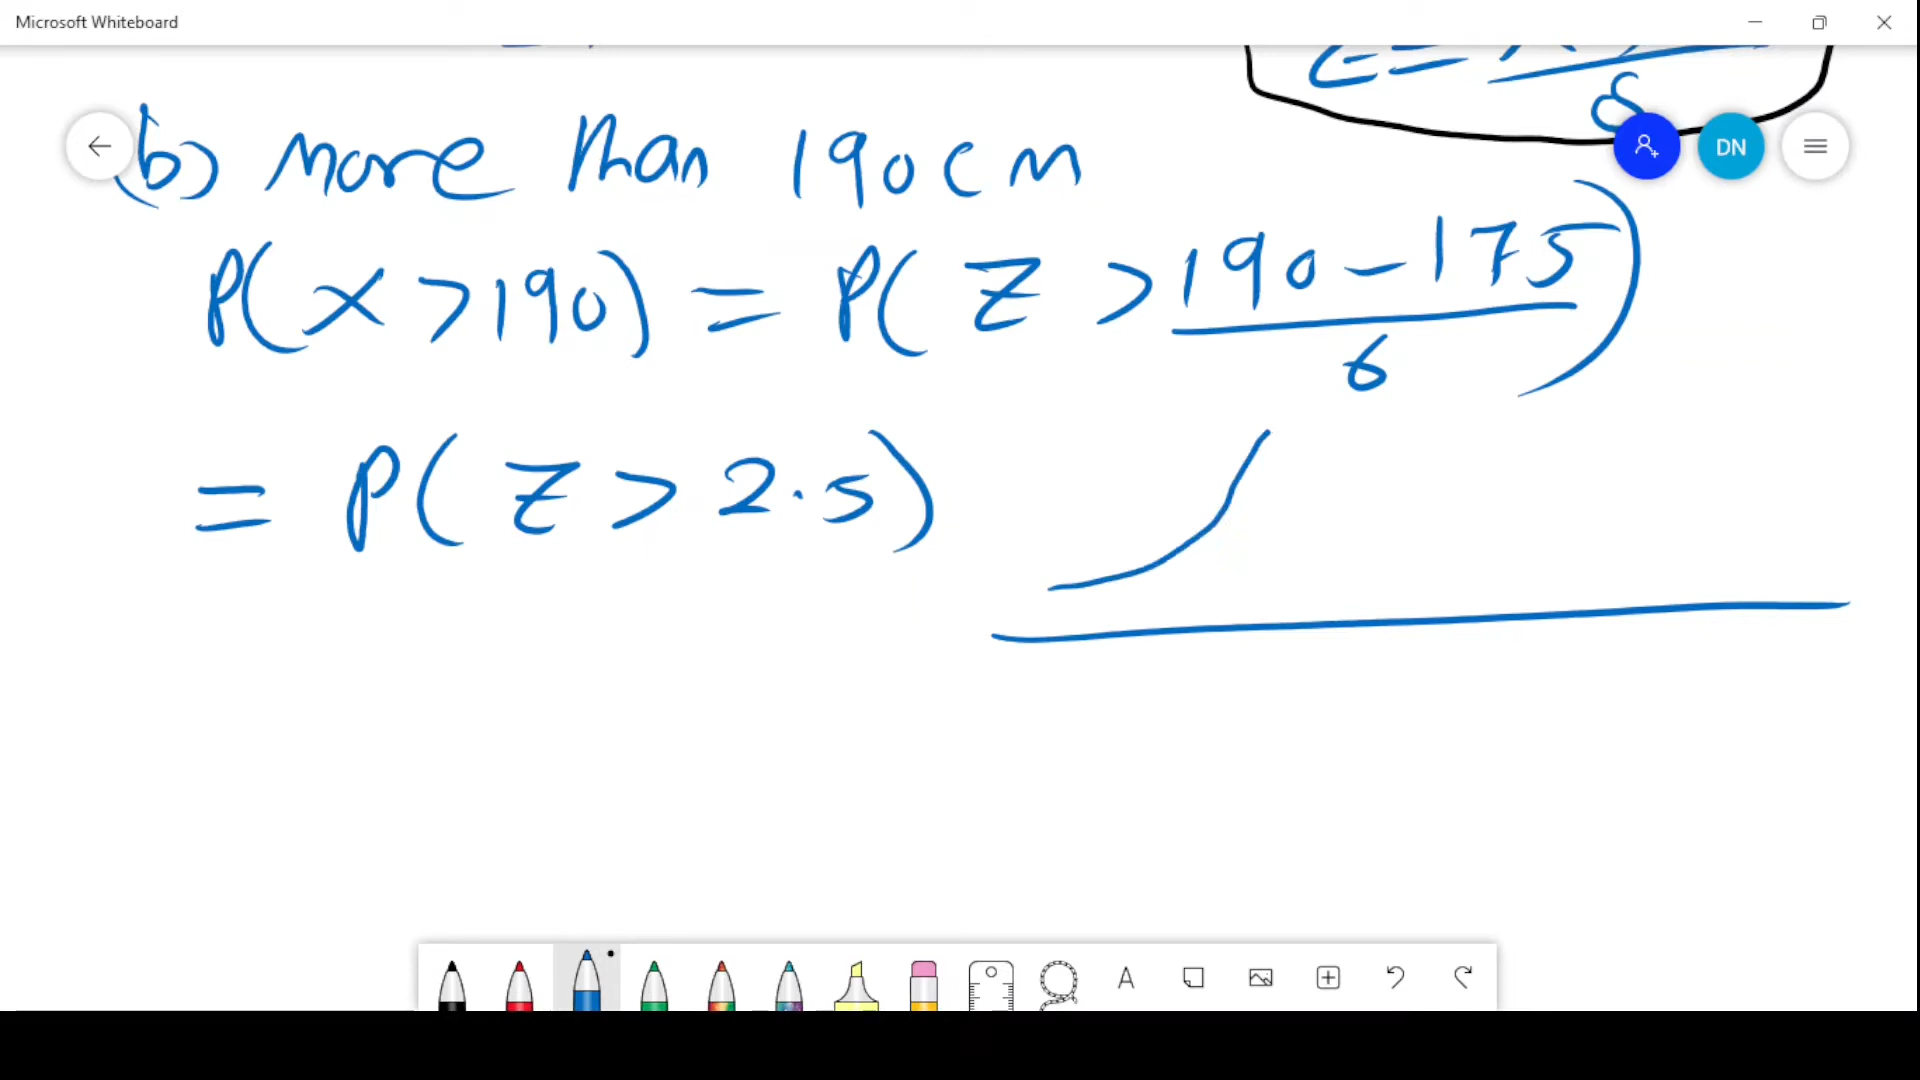 Microsoft Whiteboard
(b) More than 190cm
DN
P(X>190) = P(Z > 190-175 / 6)
= P(Z > 2.5)
A